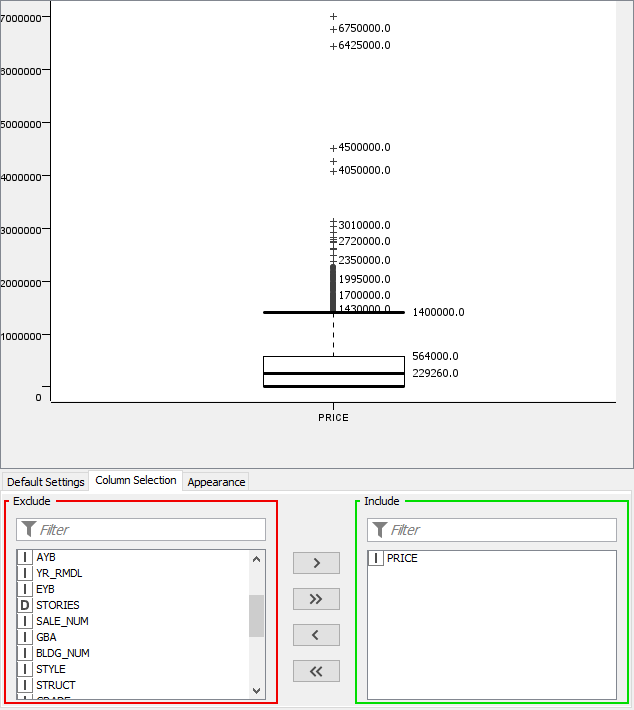 7000000
6750000.0
6425000.0
6000000
5000000
4500000.0
4050000.0
4000000
3010000.0
3000000
2720000.0
2350000.0
1995000.0
2000000
1700000.0
1430000.0
1400000.0
1000000
564000.0
229260.0
0
PRICE
Default Settings Column Selection Appearance
Exclude
Include
Filter
Filter
I AYB
I PRICE
I YR_RMDL
I EYB
D STORIES
I SALE_NUM
I GBA
I BLDG_NUM
I STYLE
I STRUCT